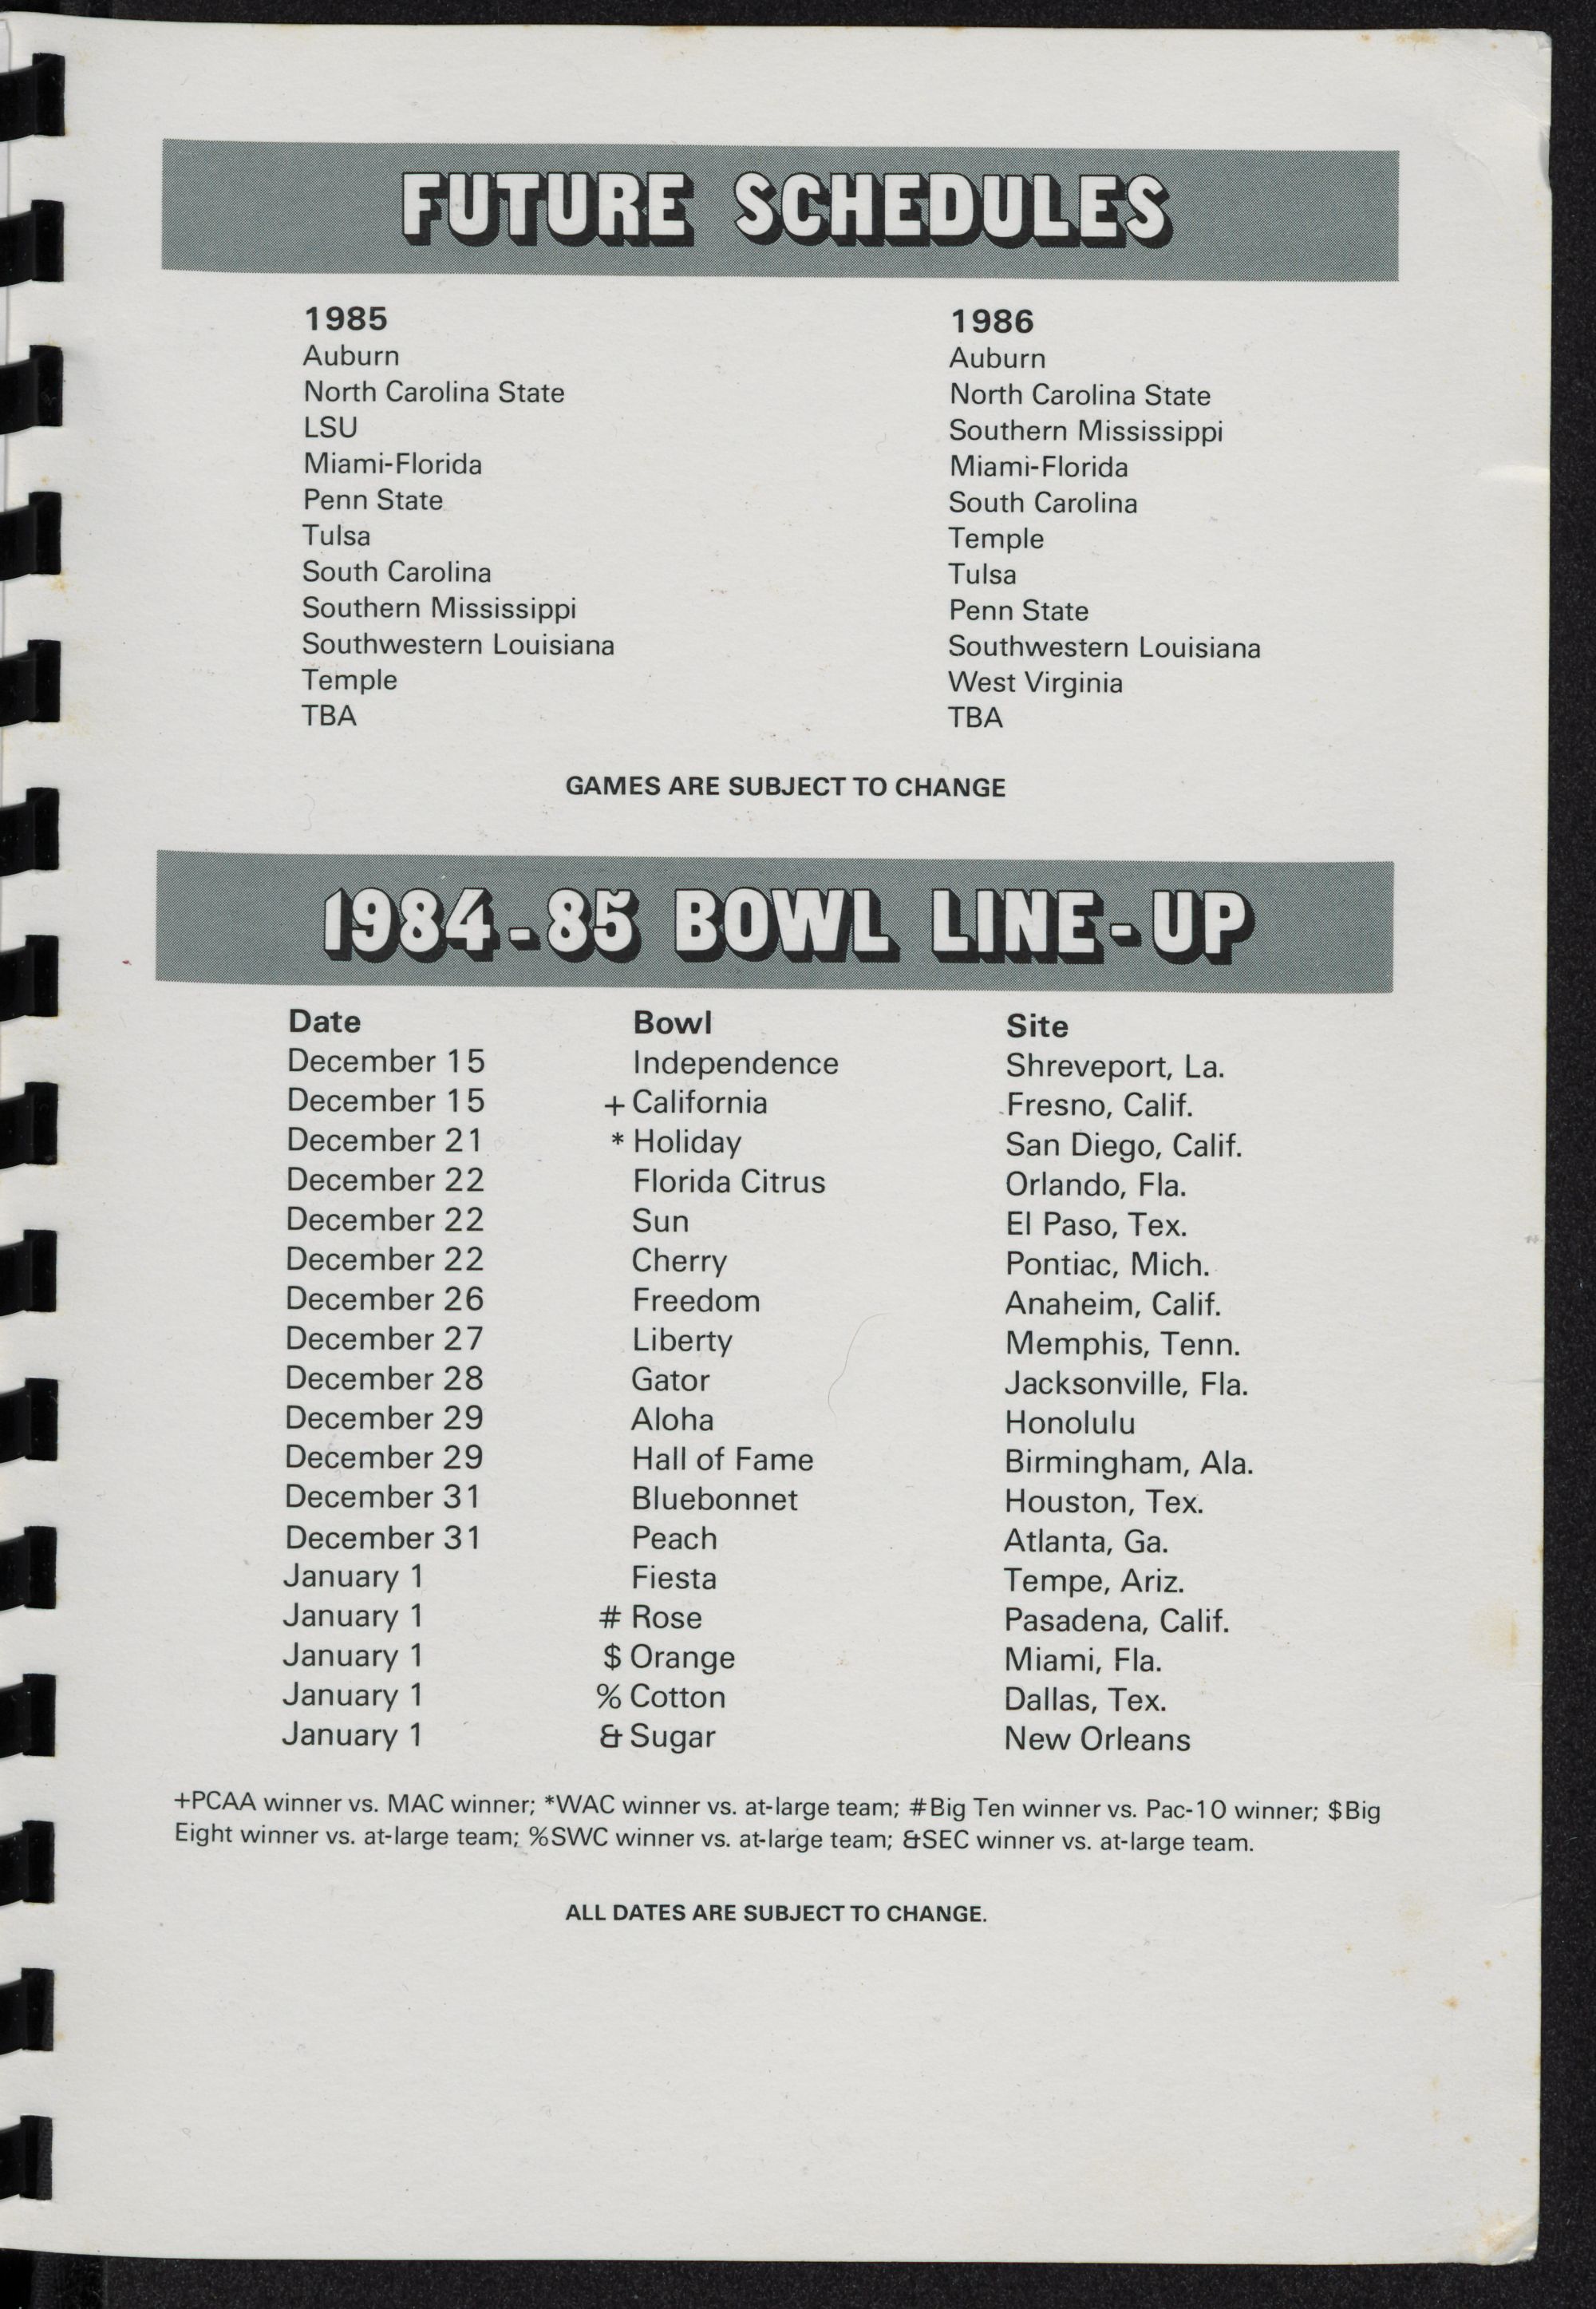 FUTURE SCHEDULES
1985
Auburn
North Carolina State
LSU
Miami-Florida
Penn State
Tulsa
South Carolina
Southern Mississippi
Southwestern Louisiana
Temple
TBA
1986
Auburn
North Carolina State
Southern Mississippi
Miami-Florida
South Carolina
Temple
Tulsa
Penn State
Southwestern Louisiana
West Virginia
TBA
GAMES ARE SUBJECT TO CHANGE
1984-85 BOWL LINE-UP
Date Bowl Site
December 15 Independence Shreveport, La.
December 15 + California Fresno, Calif.
December 21 * Holiday San Diego, Calif.
December 22 Florida Citrus Orlando, Fla.
December 22 Sun El Paso, Tex.
December 22 Cherry Pontiac, Mich.
December 26 Freedom Anaheim, Calif.
December 27 Liberty Memphis, Tenn.
December 28 Gator Jacksonville, Fla.
December 29 Aloha Honolulu
December 29 Hall of Fame Birmingham, Ala.
December 31 Bluebonnet Houston, Tex.
December 31 Peach Atlanta, Ga.
January 1 Fiesta Tempe, Ariz.
January 1 # Rose Pasadena, Calif.
January 1 $ Orange Miami, Fla.
January 1 % Cotton Dallas, Tex.
January 1 & Sugar New Orleans
+PCAA winner vs. MAC winner; *WAC winner vs. at-large team; #Big Ten winner vs. Pac-10 winner; $Big
Eight winner vs. at-large team; %SWC winner vs. at-large team; &SEC winner vs. at-large team.
ALL DATES ARE SUBJECT TO CHANGE.